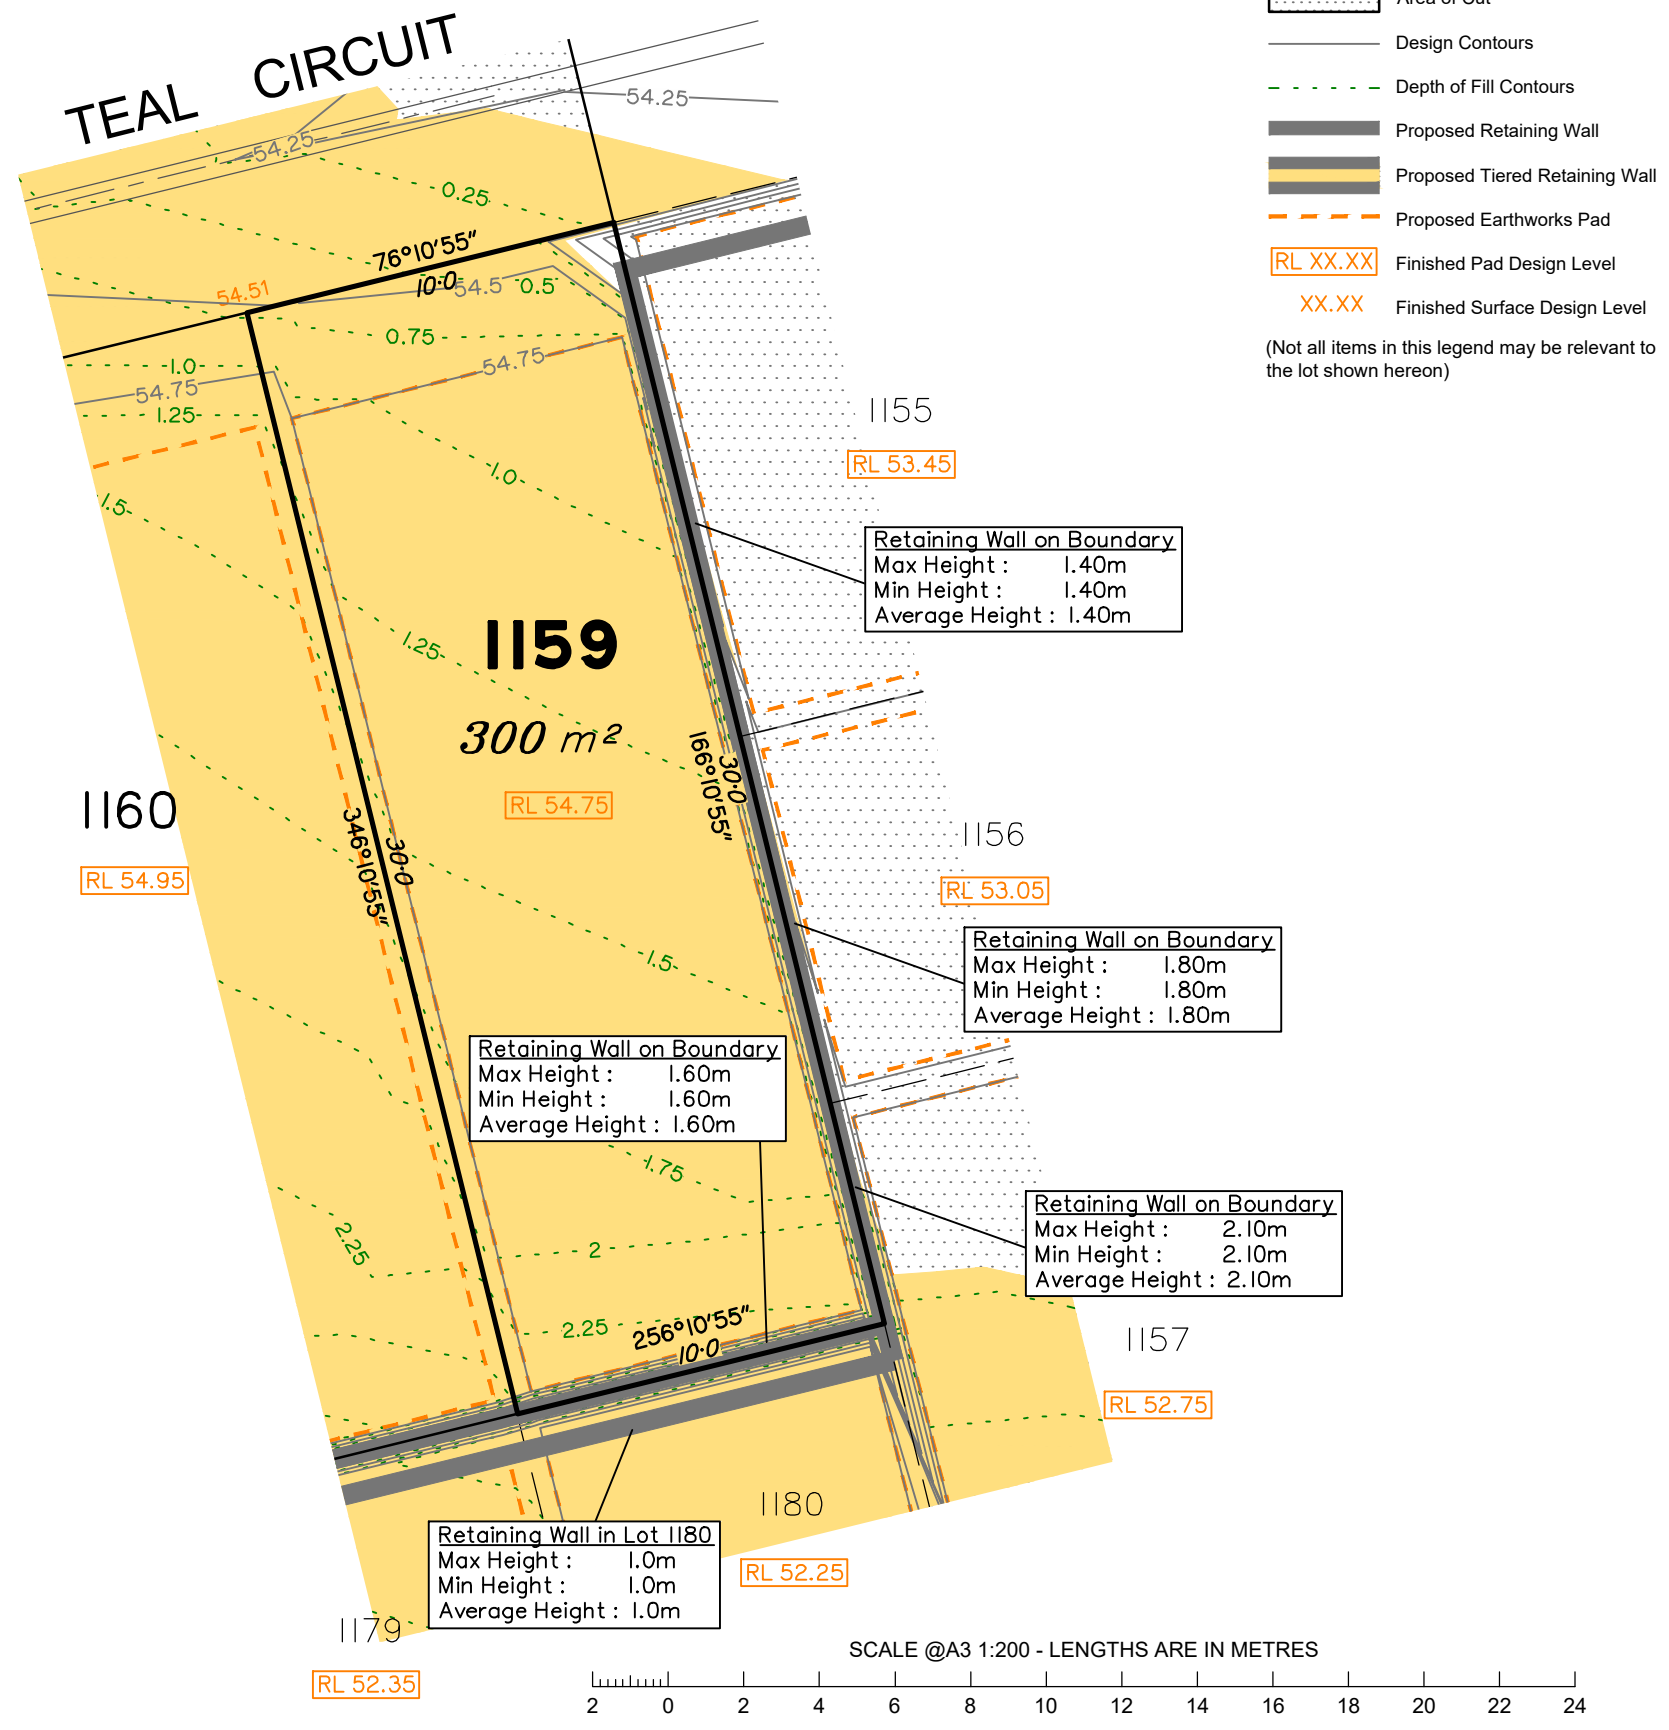 Area of Cut
Design Contours
Depth of Fill Contours
Proposed Retaining Wall
Proposed Tiered Retaining Wall
Proposed Earthworks Pad
RL XX.XX Finished Pad Design Level
XX.XX Finished Surface Design Level
(Not all items in this legend may be relevant to
the lot shown hereon)
TEAL CIRCUIT
54.25
54.25
0.25
76°10'55"
10·0
54.51
54.5
0.5
0.75
1.0
54.75
54.75
1.25
1155
RL 53.45
1.0
1.5
Retaining Wall on Boundary
Max Height : 1.40m
Min Height : 1.40m
Average Height : 1.40m
1159
1.25
300 m²
RL 54.75
166°10'55"
30·0
1160
RL 54.95
346°10'55"
30·0
1156
RL 53.05
1.5
Retaining Wall on Boundary
Max Height : 1.80m
Min Height : 1.80m
Average Height : 1.80m
Retaining Wall on Boundary
Max Height : 1.60m
Min Height : 1.60m
Average Height : 1.60m
1.75
2.25
2
Retaining Wall on Boundary
Max Height : 2.10m
Min Height : 2.10m
Average Height : 2.10m
2.25
256°10'55"
10·0
1157
RL 52.75
1180
RL 52.25
Retaining Wall in Lot 1180
Max Height : 1.0m
Min Height : 1.0m
Average Height : 1.0m
1179
RL 52.35
SCALE @A3 1:200 - LENGTHS ARE IN METRES
2 0 2 4 6 8 10 12 14 16 18 20 22 24